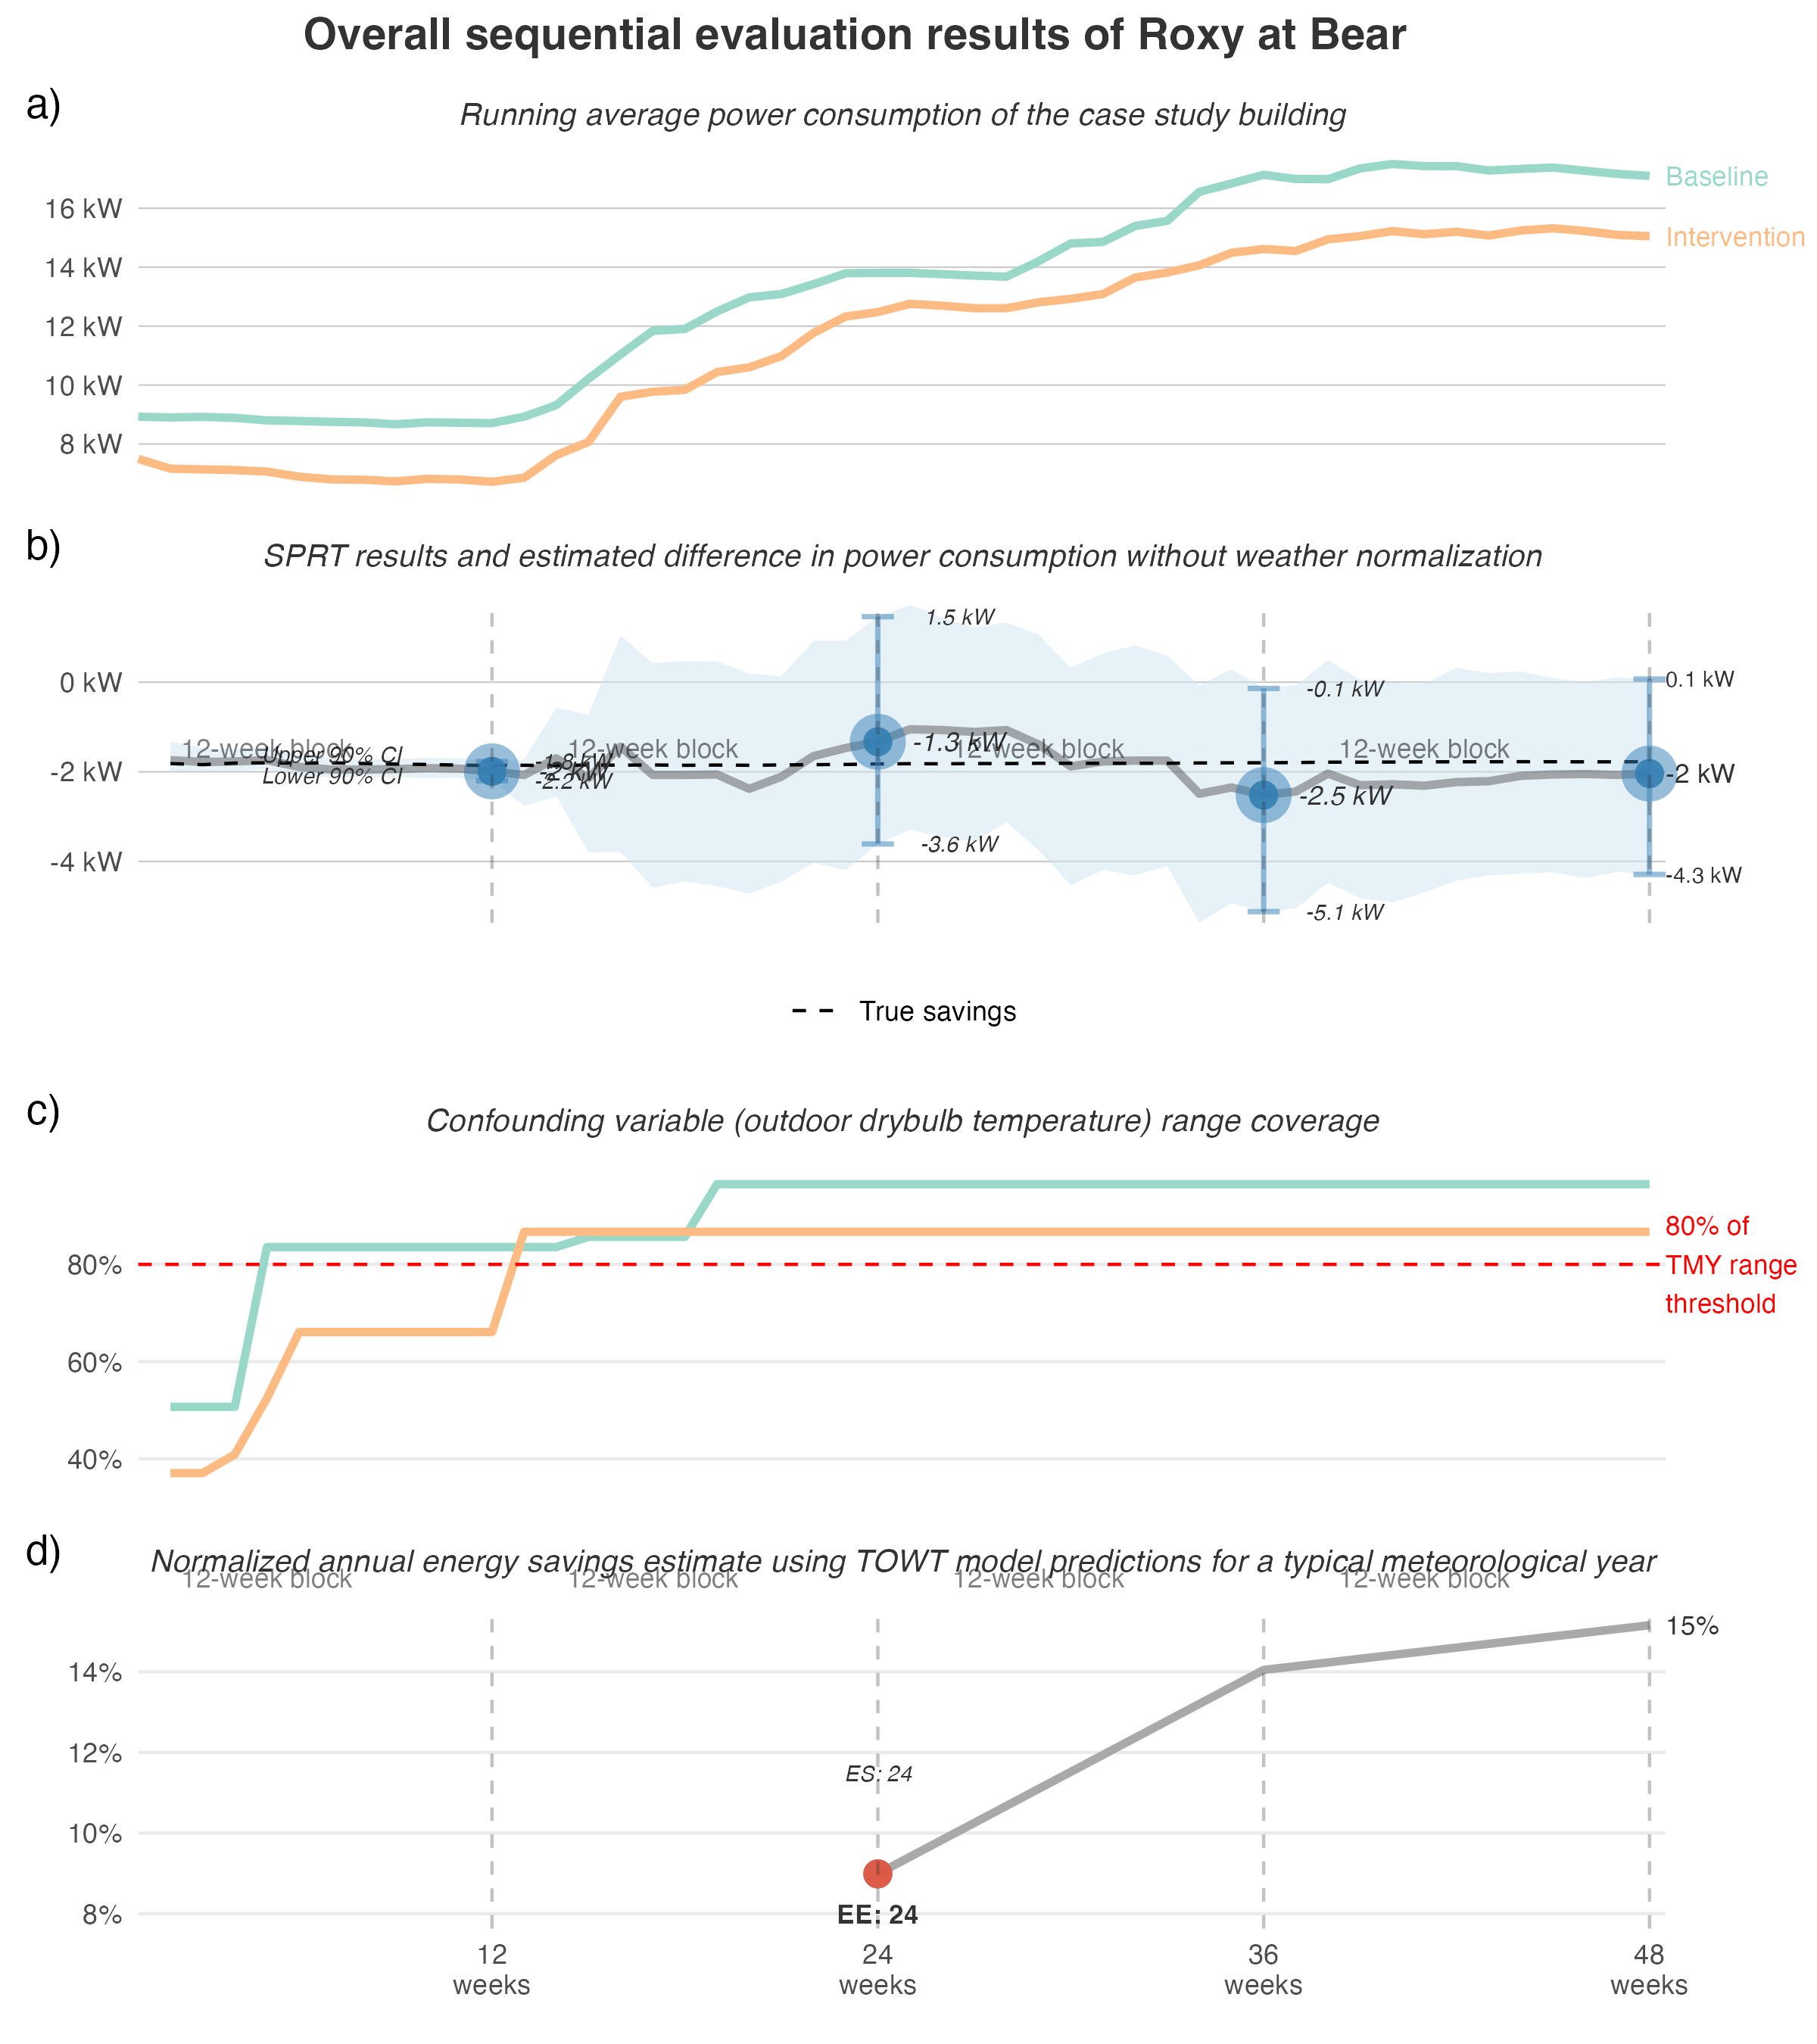 Overall sequential evaluation results of Roxy at Bear
a)
Running average power consumption of the case study building
16 kW
14 kW
12 kW
10 kW
8 kW
Baseline
Intervention
b)
SPRT results and estimated difference in power consumption without weather normalization
0 kW
-2 kW
-4 kW
12-week block
12-week block
12-week block
12-week block
Upper 90% CI
Lower 90% CI
-1.8 kW
-2 kW
-2.2 kW
1.5 kW
-1.3 kW
-3.6 kW
-0.1 kW
-2.5 kW
-5.1 kW
0.1 kW
-2 kW
-4.3 kW
True savings
c)
Confounding variable (outdoor drybulb temperature) range coverage
80%
60%
40%
80% of
TMY range
threshold
d)
Normalized annual energy savings estimate using TOWT model predictions for a typical meteorological year
12-week block
12-week block
12-week block
12-week block
14%
12%
10%
8%
15%
ES: 24
EE: 24
12
weeks
24
weeks
36
weeks
48
weeks